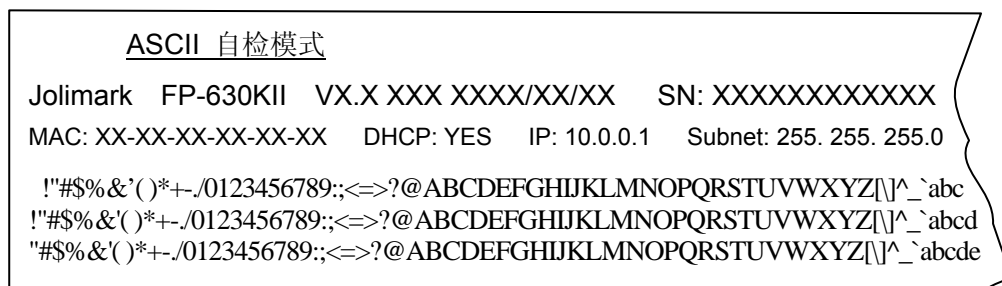 ASCII 自检模式
Jolimark FP-630KII VX.X XXX XXXX/XX/XX SN: XXXXXXXXXXXX
MAC: XX-XX-XX-XX-XX-XX DHCP: YES IP: 10.0.0.1 Subnet: 255. 255. 255.0
!"#$%&'( )*+-./0123456789:;<=>?@ABCDEFGHIJKLMNOPQRSTUVWXYZ[\]^_`abc
!"#$%&'( )*+-./0123456789:;<=>?@ABCDEFGHIJKLMNOPQRSTUVWXYZ[\]^_`abcd
"#$%&'( )*+-./0123456789:;<=>?@ABCDEFGHIJKLMNOPQRSTUVWXYZ[\]^_`abcde